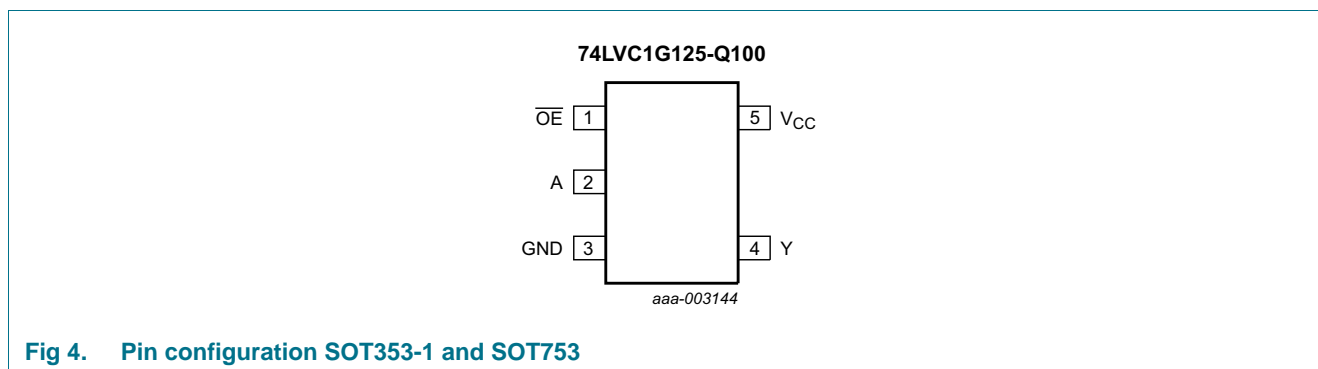 74LVC1G125-Q100
OE 1 5 VCC
A 2
GND 3 4 Y
aaa-003144
Fig 4. Pin configuration SOT353-1 and SOT753